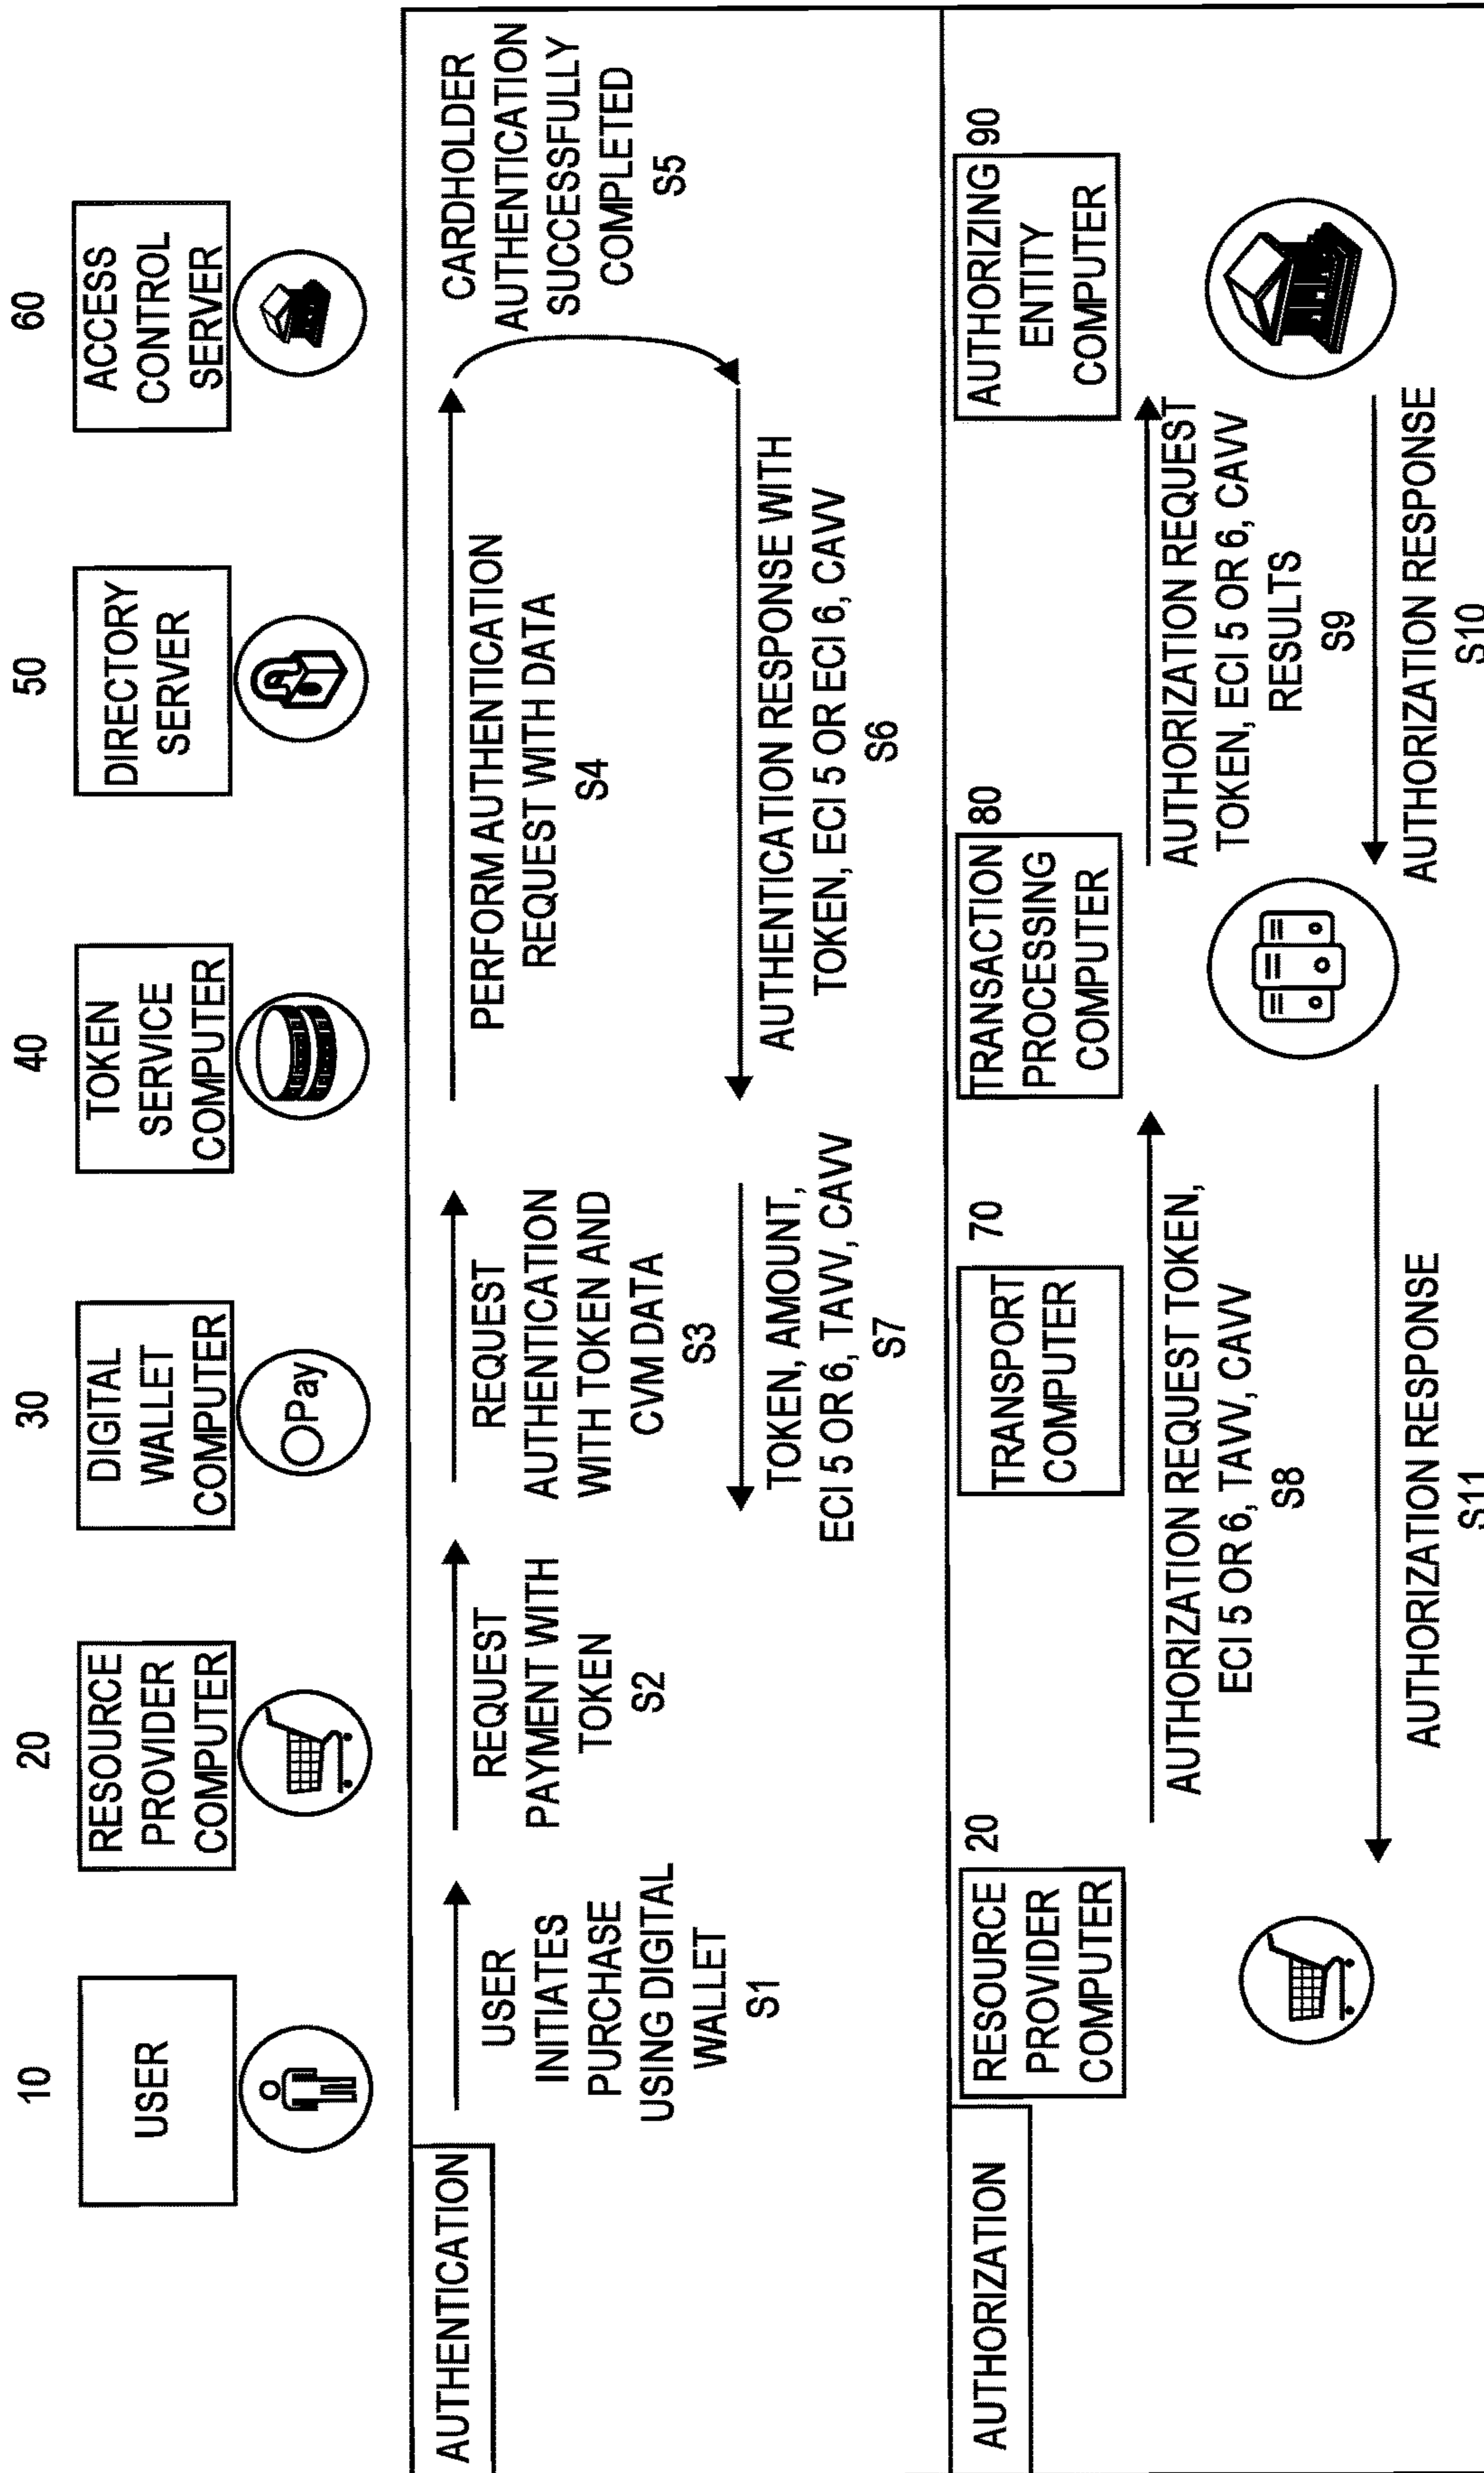 10
USER
20
RESOURCE
PROVIDER
COMPUTER
30
DIGITAL
WALLET
COMPUTER
OPay
40
TOKEN
SERVICE
COMPUTER
50
DIRECTORY
SERVER
60
ACCESS
CONTROL
SERVER
AUTHENTICATION
USER
INITIATES
PURCHASE
USING DIGITAL
WALLET
S1
REQUEST
PAYMENT WITH
TOKEN
S2
REQUEST
AUTHENTICATION
WITH TOKEN AND
CVM DATA
S3
PERFORM AUTHENTICATION
REQUEST WITH DATA
S4
CARDHOLDER
AUTHENTICATION
SUCCESSFULLY
COMPLETED
S5
AUTHENTICATION RESPONSE WITH
TOKEN, ECI 5 OR ECI 6, CAVV
S6
TOKEN, AMOUNT,
ECI 5 OR 6, TAVV, CAVV
S7
AUTHORIZATION
RESOURCE
PROVIDER
COMPUTER
20
TRANSPORT
COMPUTER
70
TRANSACTION
PROCESSING
COMPUTER
80
AUTHORIZING
ENTITY
COMPUTER
90
AUTHORIZATION REQUEST TOKEN,
ECI 5 OR 6, TAVV, CAVV
S8
AUTHORIZATION REQUEST
TOKEN, ECI 5 OR 6, CAVV
RESULTS
S9
AUTHORIZATION RESPONSE
S10
AUTHORIZATION RESPONSE
S11